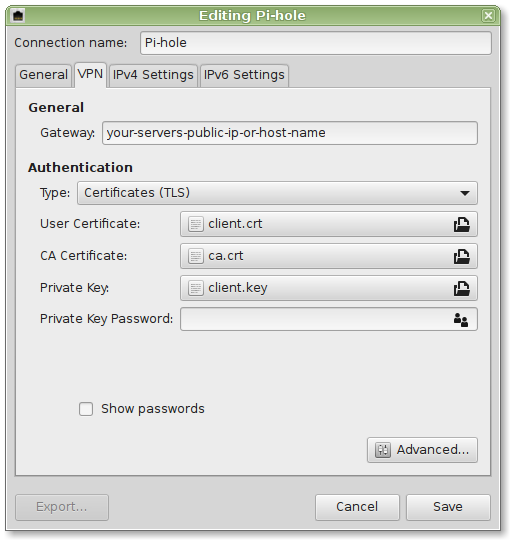 Editing Pi-hole
Connection name: Pi-hole
General VPN IPv4 Settings IPv6 Settings
General
Gateway: your-servers-public-ip-or-host-name
Authentication
Type: Certificates (TLS)
User Certificate: client.crt
CA Certificate: ca.crt
Private Key: client.key
Private Key Password:
Show passwords
Advanced...
Export... Cancel Save